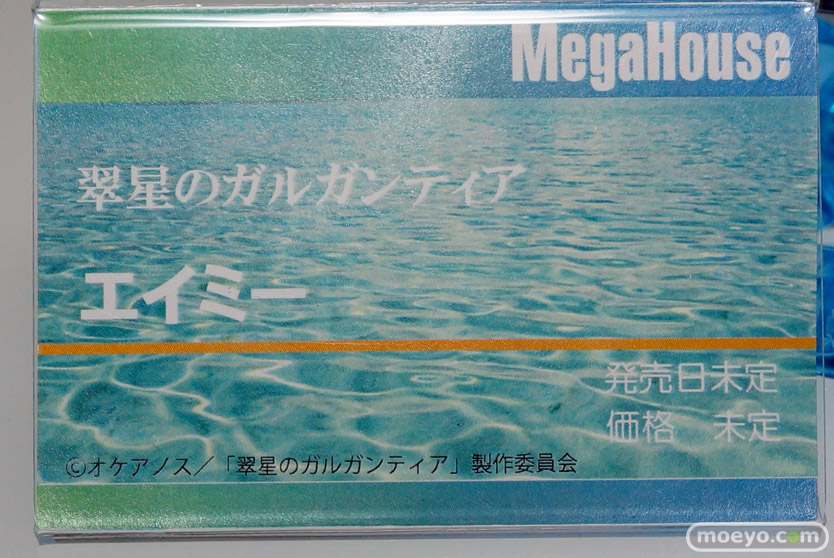 MegaHouse
翠星のガルガンティア
エイミー
発売日未定
価格　未定
©オケアノス／「翠星のガルガンティア」製作委員会
moeyo.com